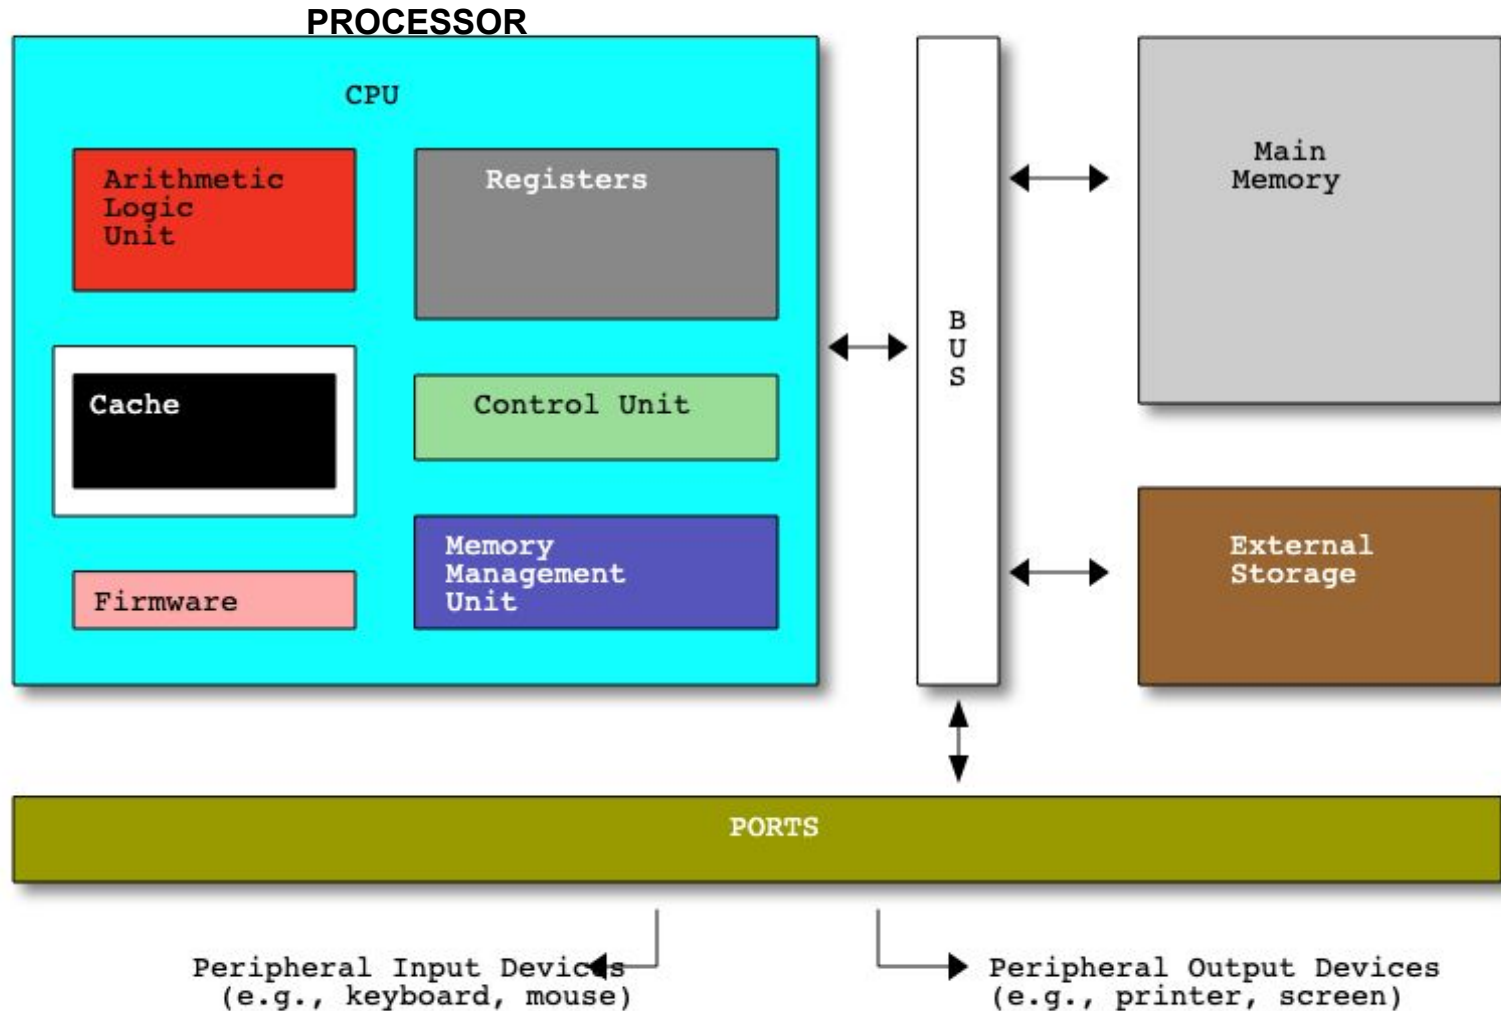 PROCESSOR
CPU
Arithmetic
Logic
Unit
Registers
Cache
Control Unit
Firmware
Memory
Management
Unit
B
U
S
Main
Memory
External
Storage
PORTS
Peripheral Input Devices
(e.g., keyboard, mouse)
Peripheral Output Devices
(e.g., printer, screen)